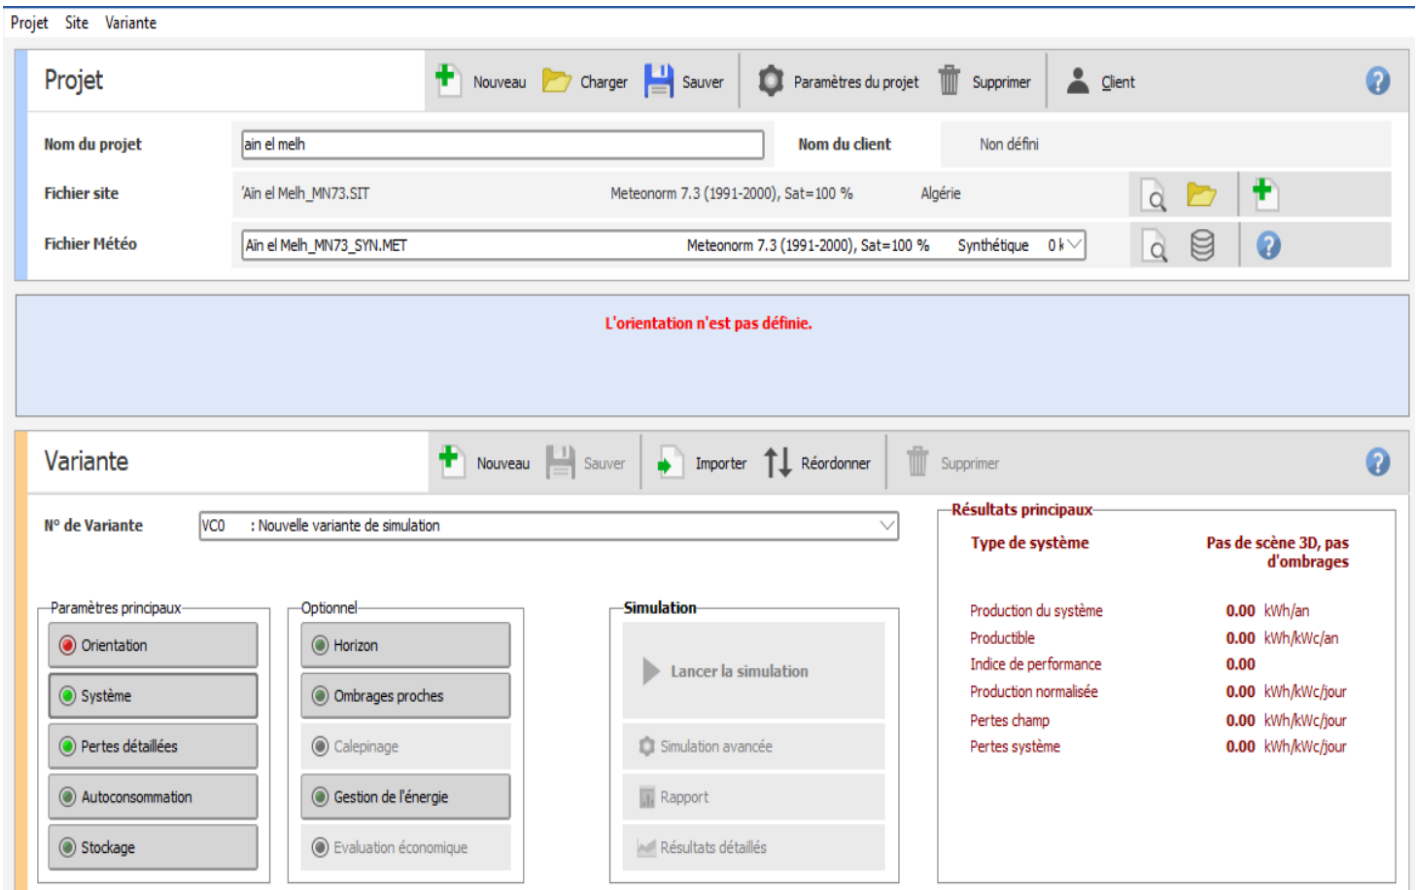 Projet Site Variante
Projet Nouveau Charger Sauver Paramètres du projet Supprimer Client
Nom du projet ain el melh Nom du client Non défini
Fichier site 'Ain el Melh_MN73.SIT Meteonorm 7.3 (1991-2000), Sat=100 % Algérie
Fichier Météo Aïn el Melh_MN73_SYN.MET Meteonorm 7.3 (1991-2000), Sat=100 % Synthétique 0 k
L'orientation n'est pas définie.
Variante Nouveau Sauver Importer Réordonner Supprimer
N° de Variante VC0 : Nouvelle variante de simulation
Paramètres principaux
Orientation
Système
Pertes détaillées
Autoconsommation
Stockage
Optionnel
Horizon
Ombrages proches
Calepinage
Gestion de l'énergie
Evaluation économique
Simulation
Lancer la simulation
Simulation avancée
Rapport
Résultats détaillés
Résultats principaux
Type de système Pas de scène 3D, pas
d'ombrages
Production du système 0.00 kWh/an
Productible 0.00 kWh/kWc/an
Indice de performance 0.00
Production normalisée 0.00 kWh/kWc/jour
Pertes champ 0.00 kWh/kWc/jour
Pertes système 0.00 kWh/kWc/jour